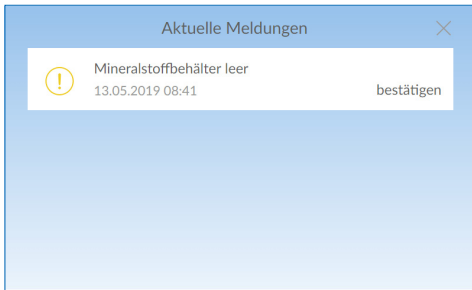 Aktuelle Meldungen
Mineralstoffbehälter leer
13.05.2019 08:41
bestätigen